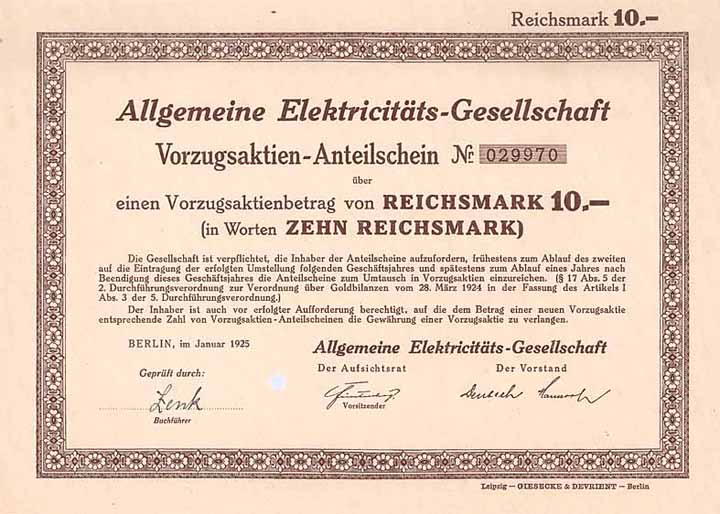 Reichsmark 10.—
Allgemeine Elektricitäts-Gesellschaft
Vorzugsaktien-Anteilschein № 029970
über
einen Vorzugsaktienbetrag von REICHSMARK 10.—
(in Worten ZEHN REICHSMARK)
Die Gesellschaft ist verpflichtet, die Inhaber der Anteilscheine aufzufordern, frühestens zum Ablauf des zweiten
auf die Eintragung der erfolgten Umstellung folgenden Geschäftsjahres und spätestens zum Ablauf eines Jahres nach
Beendigung dieses Geschäftsjahres die Anteilscheine zum Umtausch in Vorzugsaktien einzureichen. (§ 17 Abs. 5 der
2. Durchführungsverordnung zur Verordnung über Goldbilanzen vom 28. März 1924 in der Fassung des Artikels I
Abs. 3 der 5. Durchführungsverordnung.)
Der Inhaber ist auch vor erfolgter Aufforderung berechtigt, auf die dem Betrag einer neuen Vorzugsaktie
entsprechende Zahl von Vorzugsaktien-Anteilscheinen die Gewährung einer Vorzugsaktie zu verlangen.
BERLIN, im Januar 1925
Allgemeine Elektricitäts-Gesellschaft
Geprüft durch:
Der Aufsichtsrat
Der Vorstand
Lenk
Deutsch
Buchführer
Vorsitzender
Leipzig — GIESECKE & DEVRIENT — Berlin